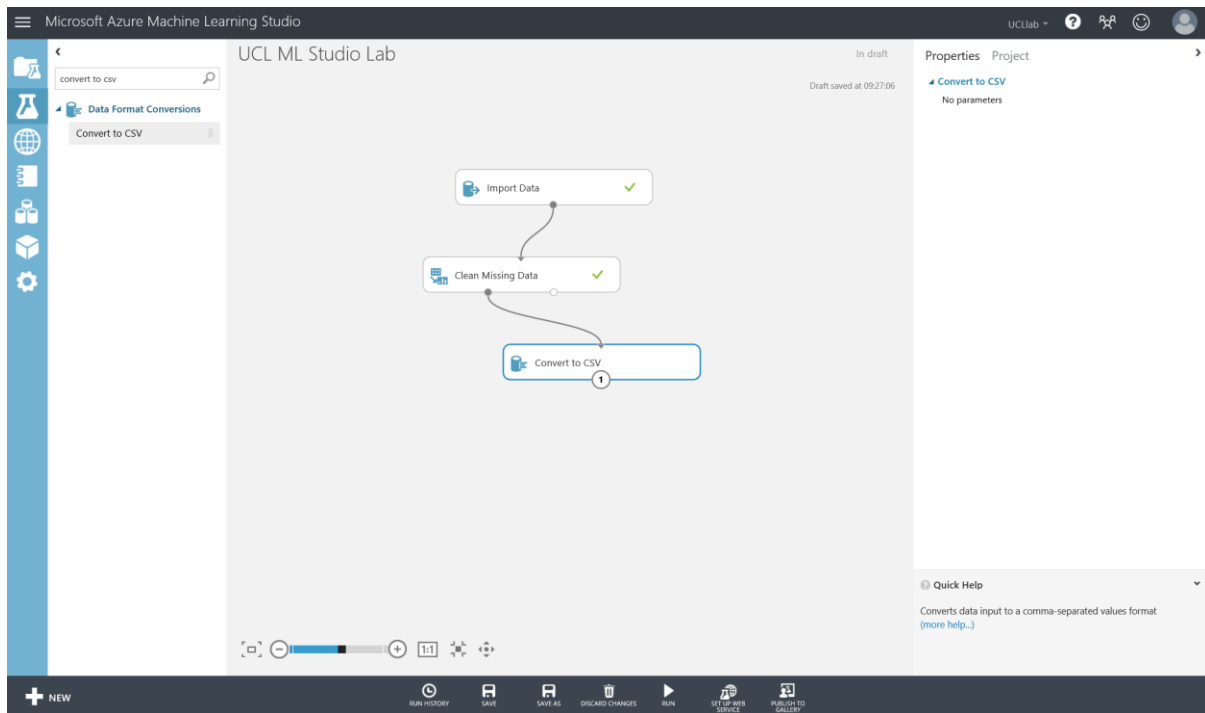 Microsoft Azure Machine Learning Studio
UCLlab
?
convert to csv
Data Format Conversions
Convert to CSV
UCL ML Studio Lab
In draft
Draft saved at 09:27:06
Import Data
Clean Missing Data
Convert to CSV
1
1:1
Properties Project
Convert to CSV
No parameters
Quick Help
Converts data input to a comma-separated values format
(more help...)
NEW
RUN HISTORY
SAVE
SAVE AS
DISCARD CHANGES
RUN
SET UP WEB
SERVICE
PUBLISH TO
GALLERY